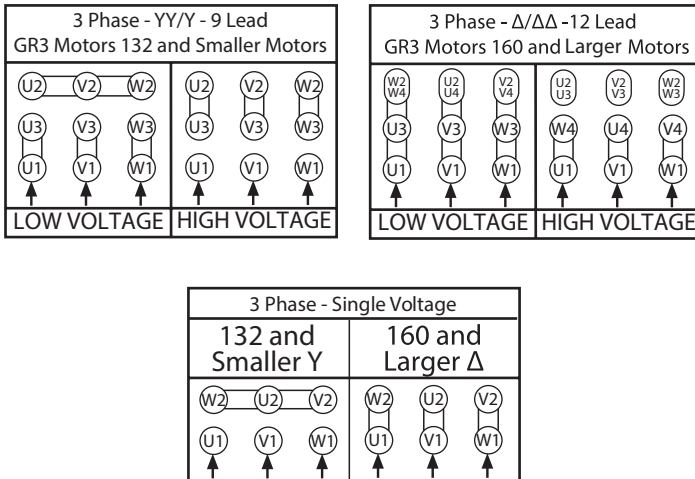 3 Phase - YY/Y - 9 Lead
GR3 Motors 132 and Smaller Motors
U2 V2 W2 U2 V2 W2
U3 V3 W3 U3 V3 W3
U1 V1 W1 U1 V1 W1
LOW VOLTAGE HIGH VOLTAGE
3 Phase - Δ/ΔΔ -12 Lead
GR3 Motors 160 and Larger Motors
W2 U2 V2 U2 V2 W2
W4 U4 V4 U3 V3 W3
U3 V3 W3 W4 U4 V4
U1 V1 W1 U1 V1 W1
LOW VOLTAGE HIGH VOLTAGE
3 Phase - Single Voltage
132 and 160 and
Smaller Y Larger Δ
W2 U2 V2 W2 U2 V2
U1 V1 W1 U1 V1 W1